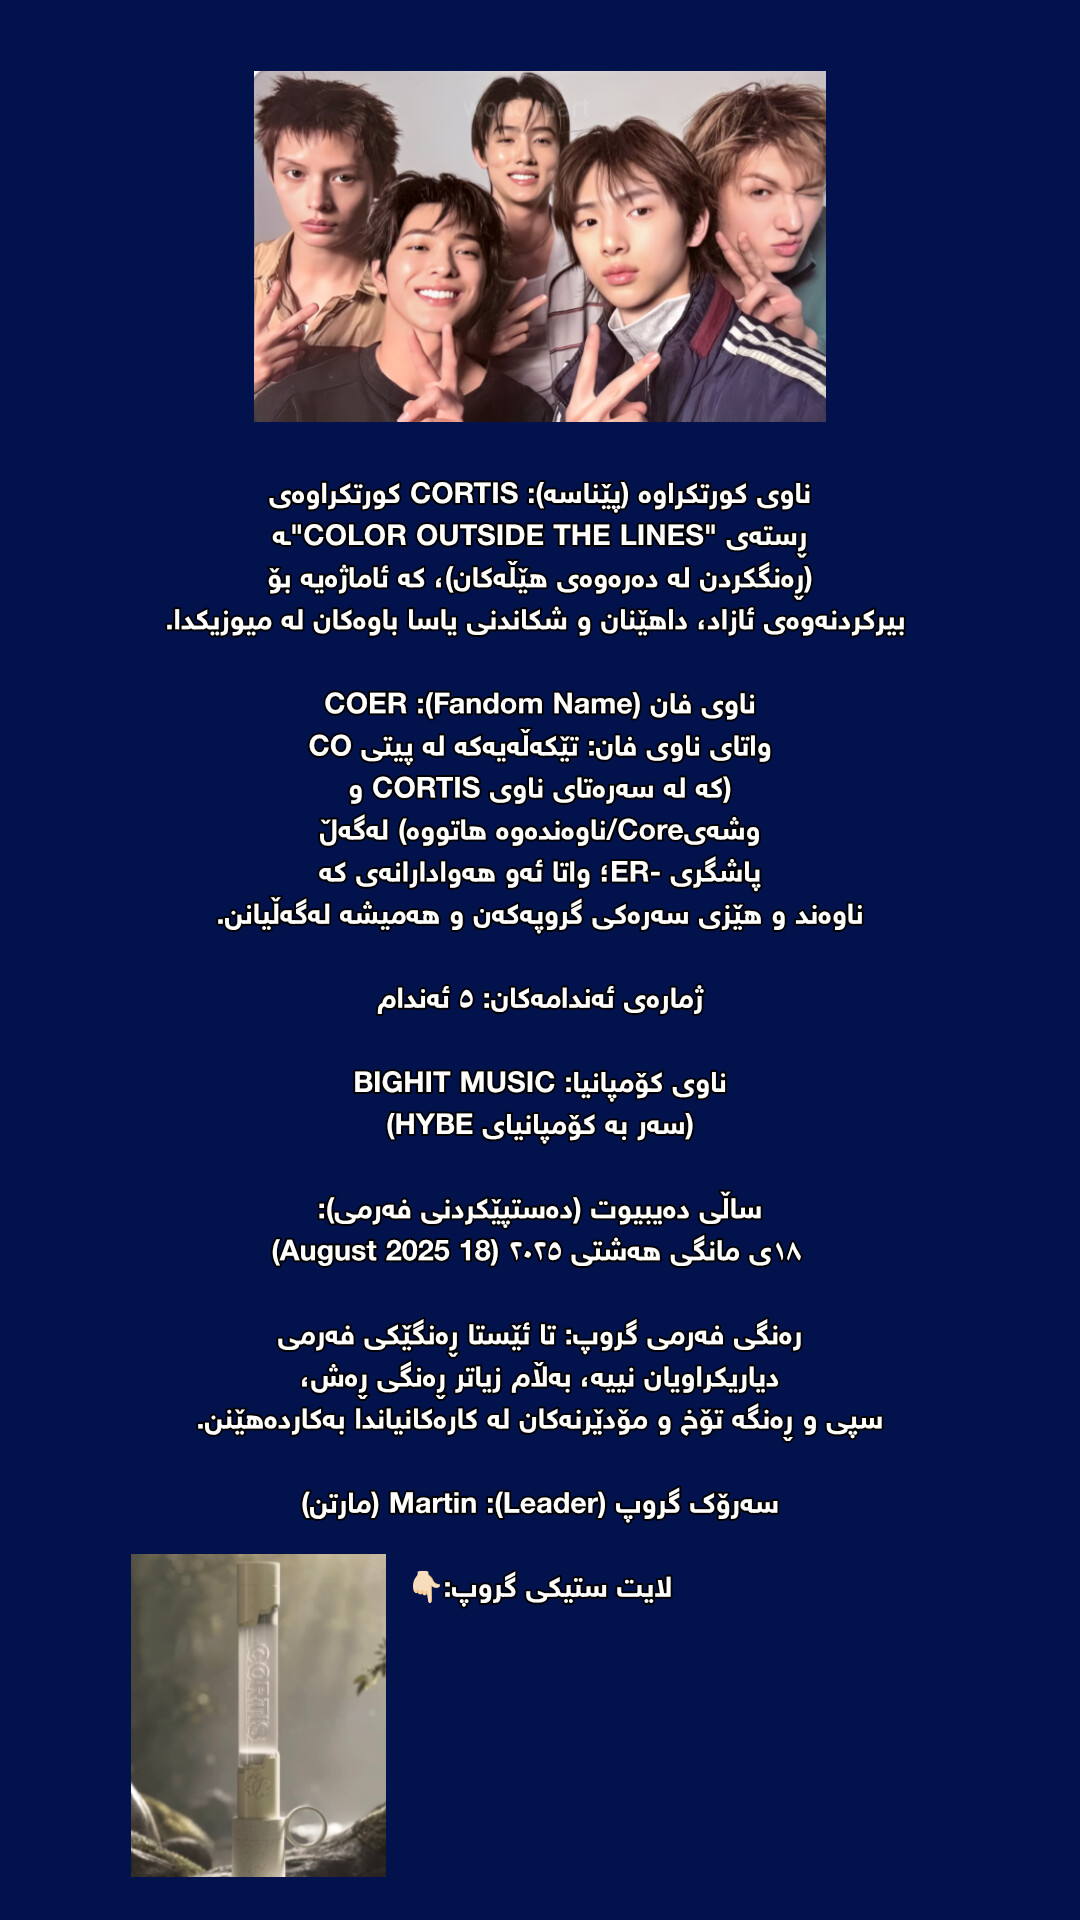 ناوی کورتکراوە (پێناسە): CORTIS کورتکراوەی
ڕستەی "COLOR OUTSIDE THE LINES"ـە
(ڕەنگکردن لە دەرەوەی هێڵەکان)، کە ئاماژەیە بۆ
بیرکردنەوەی ئازاد، داهێنان و شکاندنی یاسا باوەکان لە میوزیکدا.
ناوی فان (Fandom Name): COER
واتای ناوی فان: تێکەڵەیەکە لە پیتی CO
(کە لە سەرەتای ناوی CORTIS و
وشەیCore/ناوەندەوە هاتووە) لەگەڵ
پاشگری -ER؛ واتا ئەو هەوادارانەی کە
ناوەند و هێزی سەرەکی گروپەکەن و هەمیشە لەگەڵیانن.
ژمارەی ئەندامەکان: ٥ ئەندام
ناوی کۆمپانیا: BIGHIT MUSIC
(سەر بە کۆمپانیای HYBE)
ساڵی دەیبیوت (دەستپێکردنی فەرمی):
١٨ی مانگی هەشتی ٢٠٢٥ (18 August 2025)
رەنگی فەرمی گروپ: تا ئێستا ڕەنگێکی فەرمی
دیاریکراویان نییە، بەڵام زیاتر ڕەنگی ڕەش،
سپی و ڕەنگە تۆخ و مۆدێرنەکان لە کارەکانیاندا بەکاردەهێنن.
سەرۆک گروپ (Leader): Martin (مارتن)
لایت ستیکی گروپ:👇🏻
CORTIS